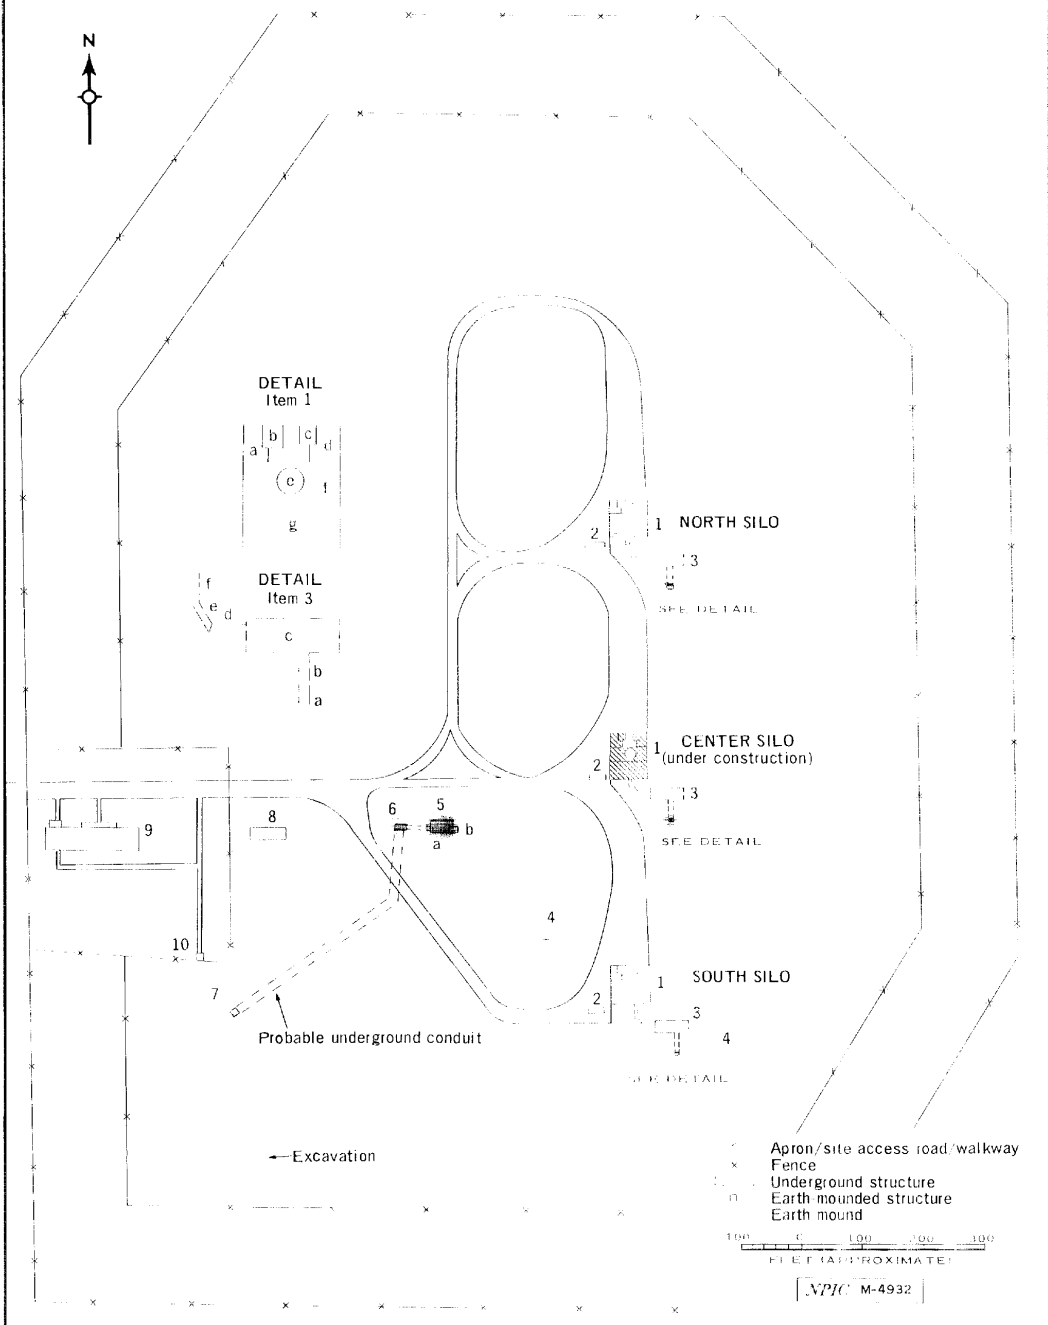 N
DETAIL
Item 1
b
c
a
d
e
f
g
1
NORTH SILO
2
3
SEE DETAIL
DETAIL
Item 3
f
e
d
c
b
a
1
CENTER SILO
(under construction)
2
3
SEE DETAIL
6
5
b
a
8
9
4
10
7
1
SOUTH SILO
2
3
4
SEE DETAIL
Probable underground conduit
Excavation
Apron/site access road/walkway
Fence
Underground structure
Earth-mounded structure
Earth mound
100 0 100 200 300
FEET (APPROXIMATE)
NPIC M-4932